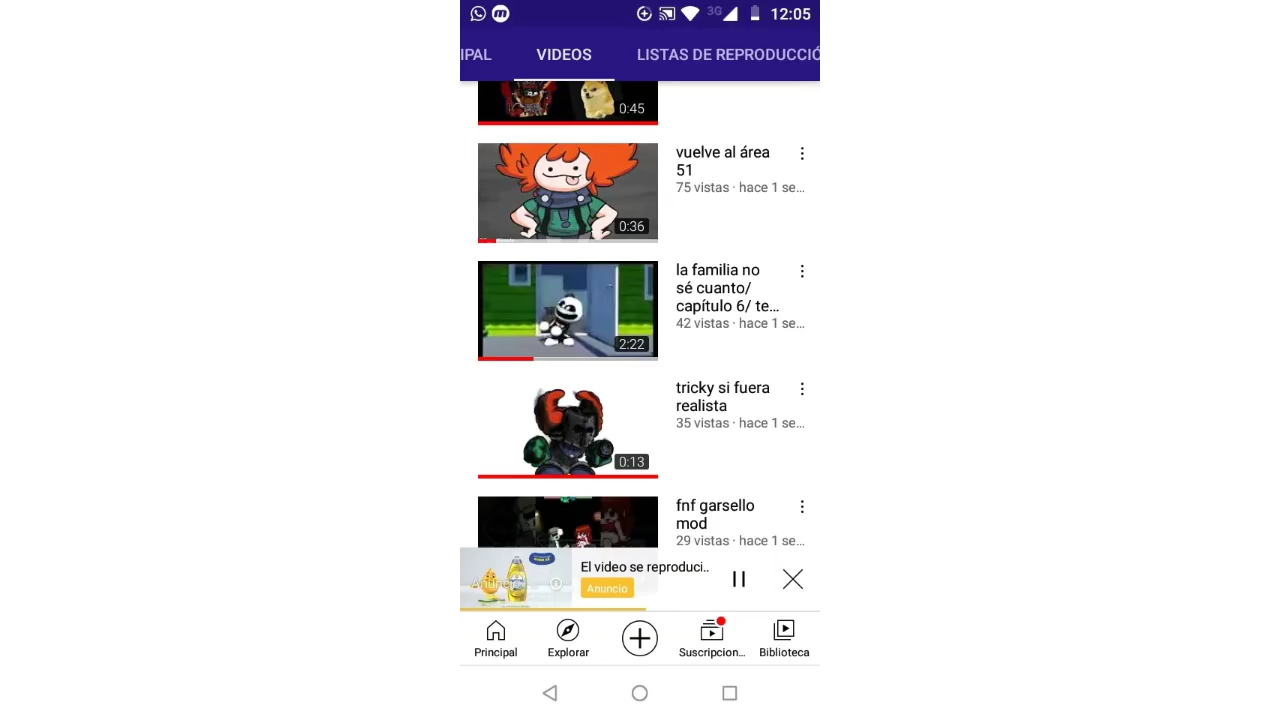 3G 12:05
IPAL VIDEOS LISTAS DE REPRODUCCIÓ
0:45
vuelve al área
51
75 vistas · hace 1 se...
0:36
la familia no
sé cuanto/
capítulo 6/ te...
42 vistas · hace 1 se...
2:22
tricky si fuera
realista
35 vistas · hace 1 se...
0:13
fnf garsello
mod
29 vistas · hace 1 se...
El video se reproduci..
Anuncio
Principal Explorar Suscripcion... Biblioteca